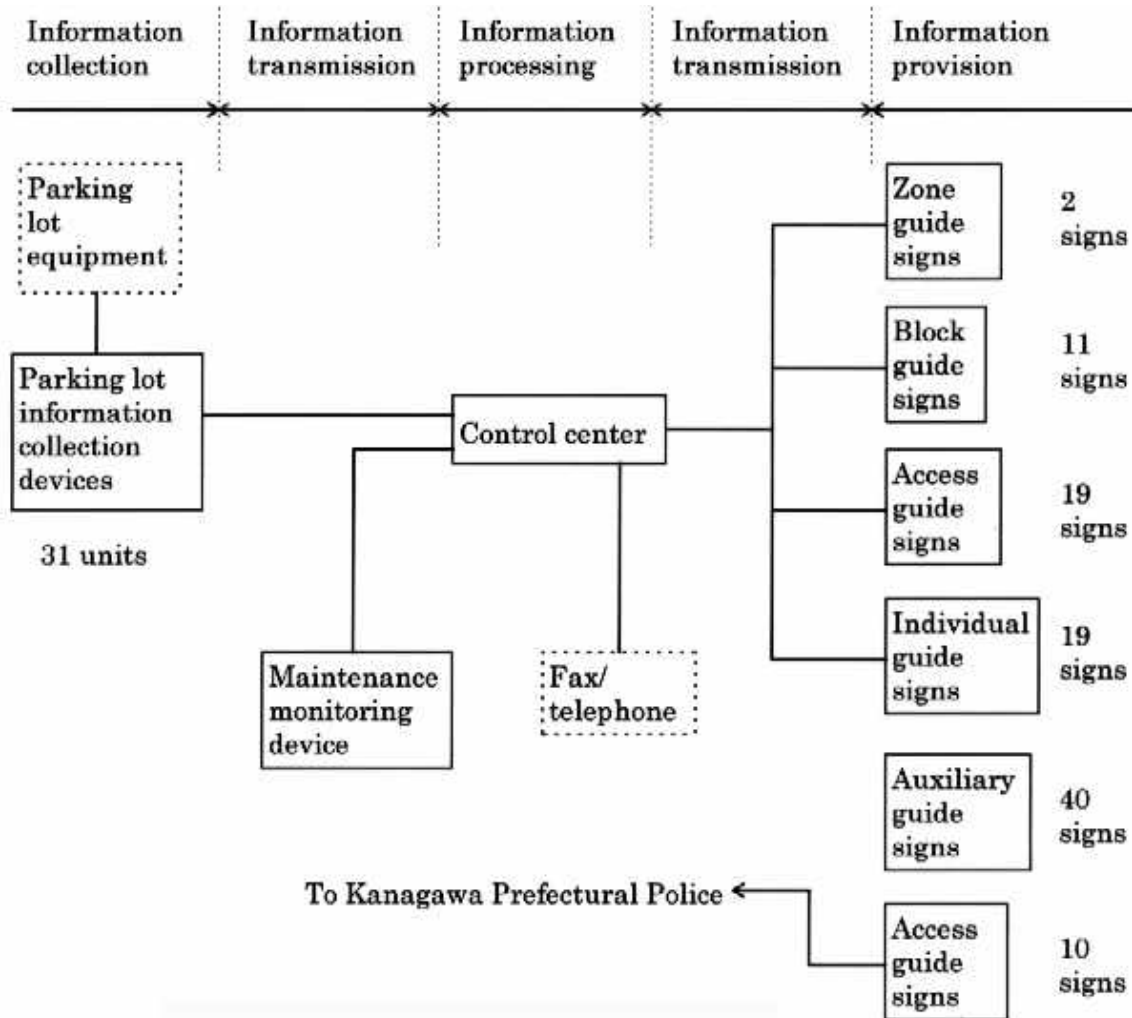 Information
collection
Information
transmission
Information
processing
Information
transmission
Information
provision
Parking
lot
equipment
Parking lot
information
collection
devices
31 units
Control center
Maintenance
monitoring
device
Fax/
telephone
Zone
guide
signs
2
signs
Block
guide
signs
11
signs
Access
guide
signs
19
signs
Individual
guide
signs
19
signs
Auxiliary
guide
signs
40
signs
To Kanagawa Prefectural Police
Access
guide
signs
10
signs